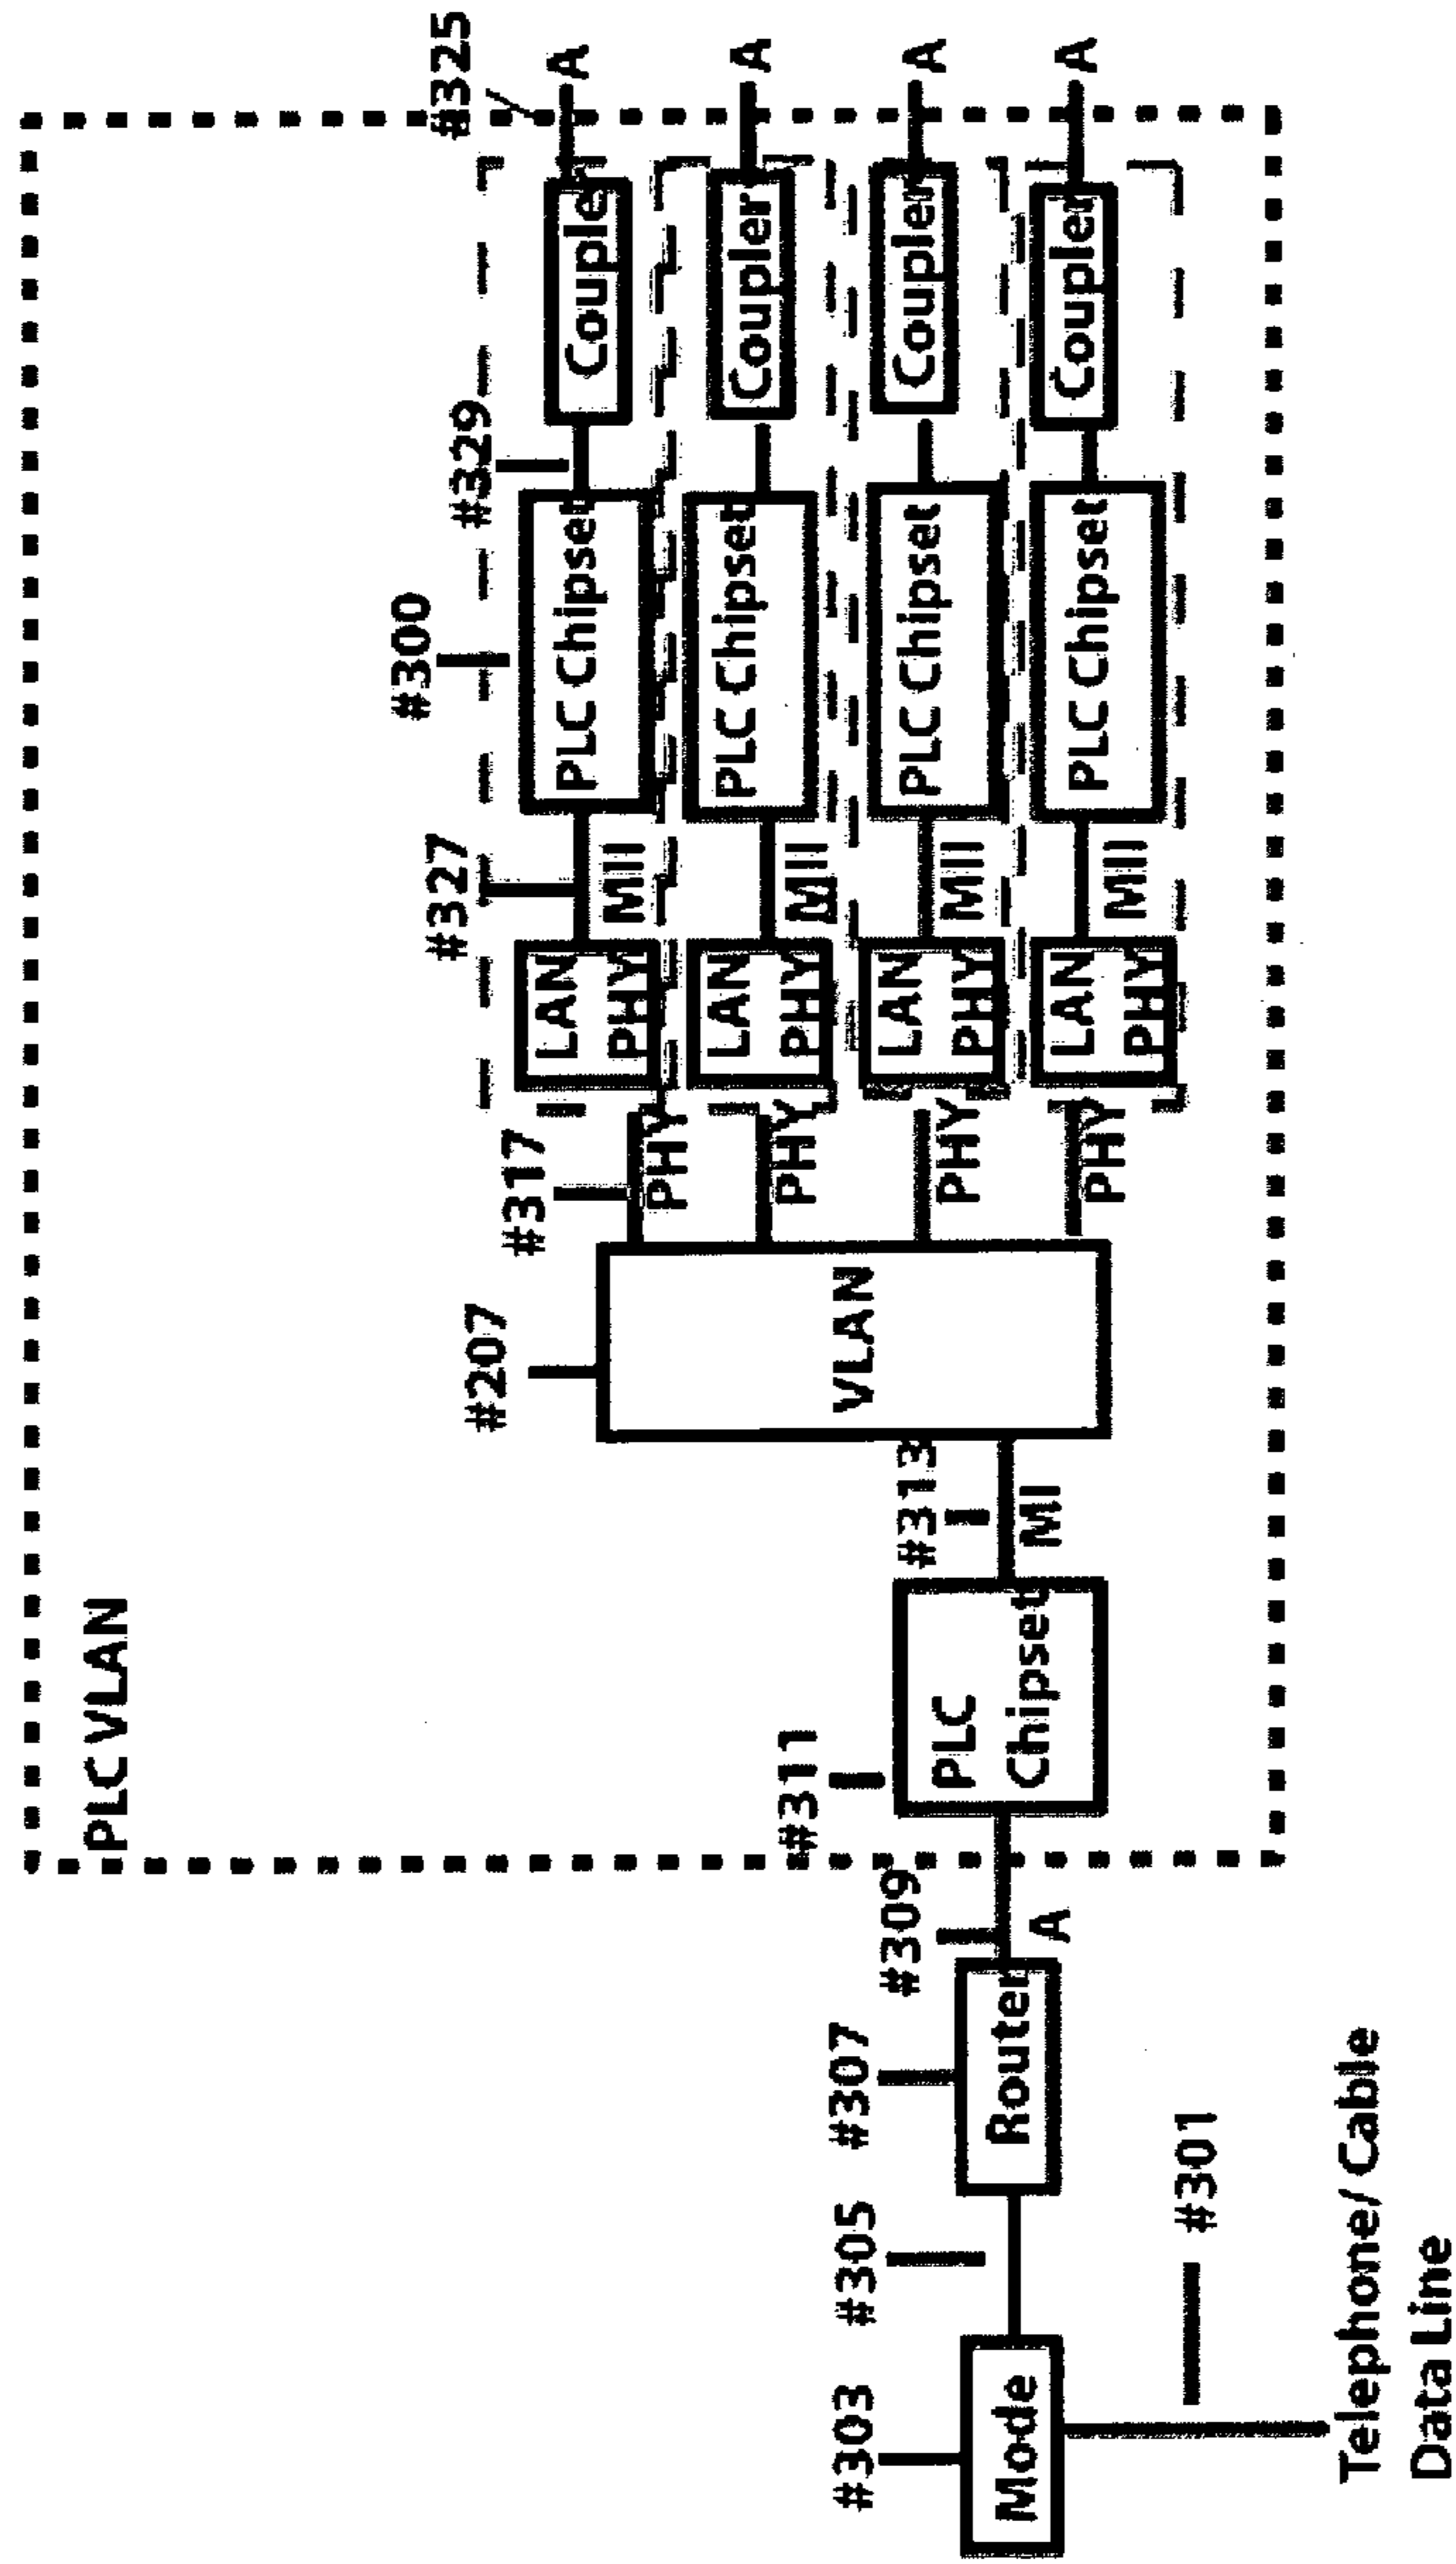 PLC VLAN
#303
Mode
#305
#307
Router
#309
A
#301
Telephone/ Cable
Data Line
#311
PLC
Chipset
#313
MI
#207
VLAN
#317
PHY
PHY
PHY
PHY
#327
#300
#329
#325
LAN
PHY
MII
PLC Chipset
Coupler
A
LAN
PHY
MII
PLC Chipset
Coupler
A
LAN
PHY
MII
PLC Chipset
Coupler
A
LAN
PHY
MII
PLC Chipset
Coupler
A